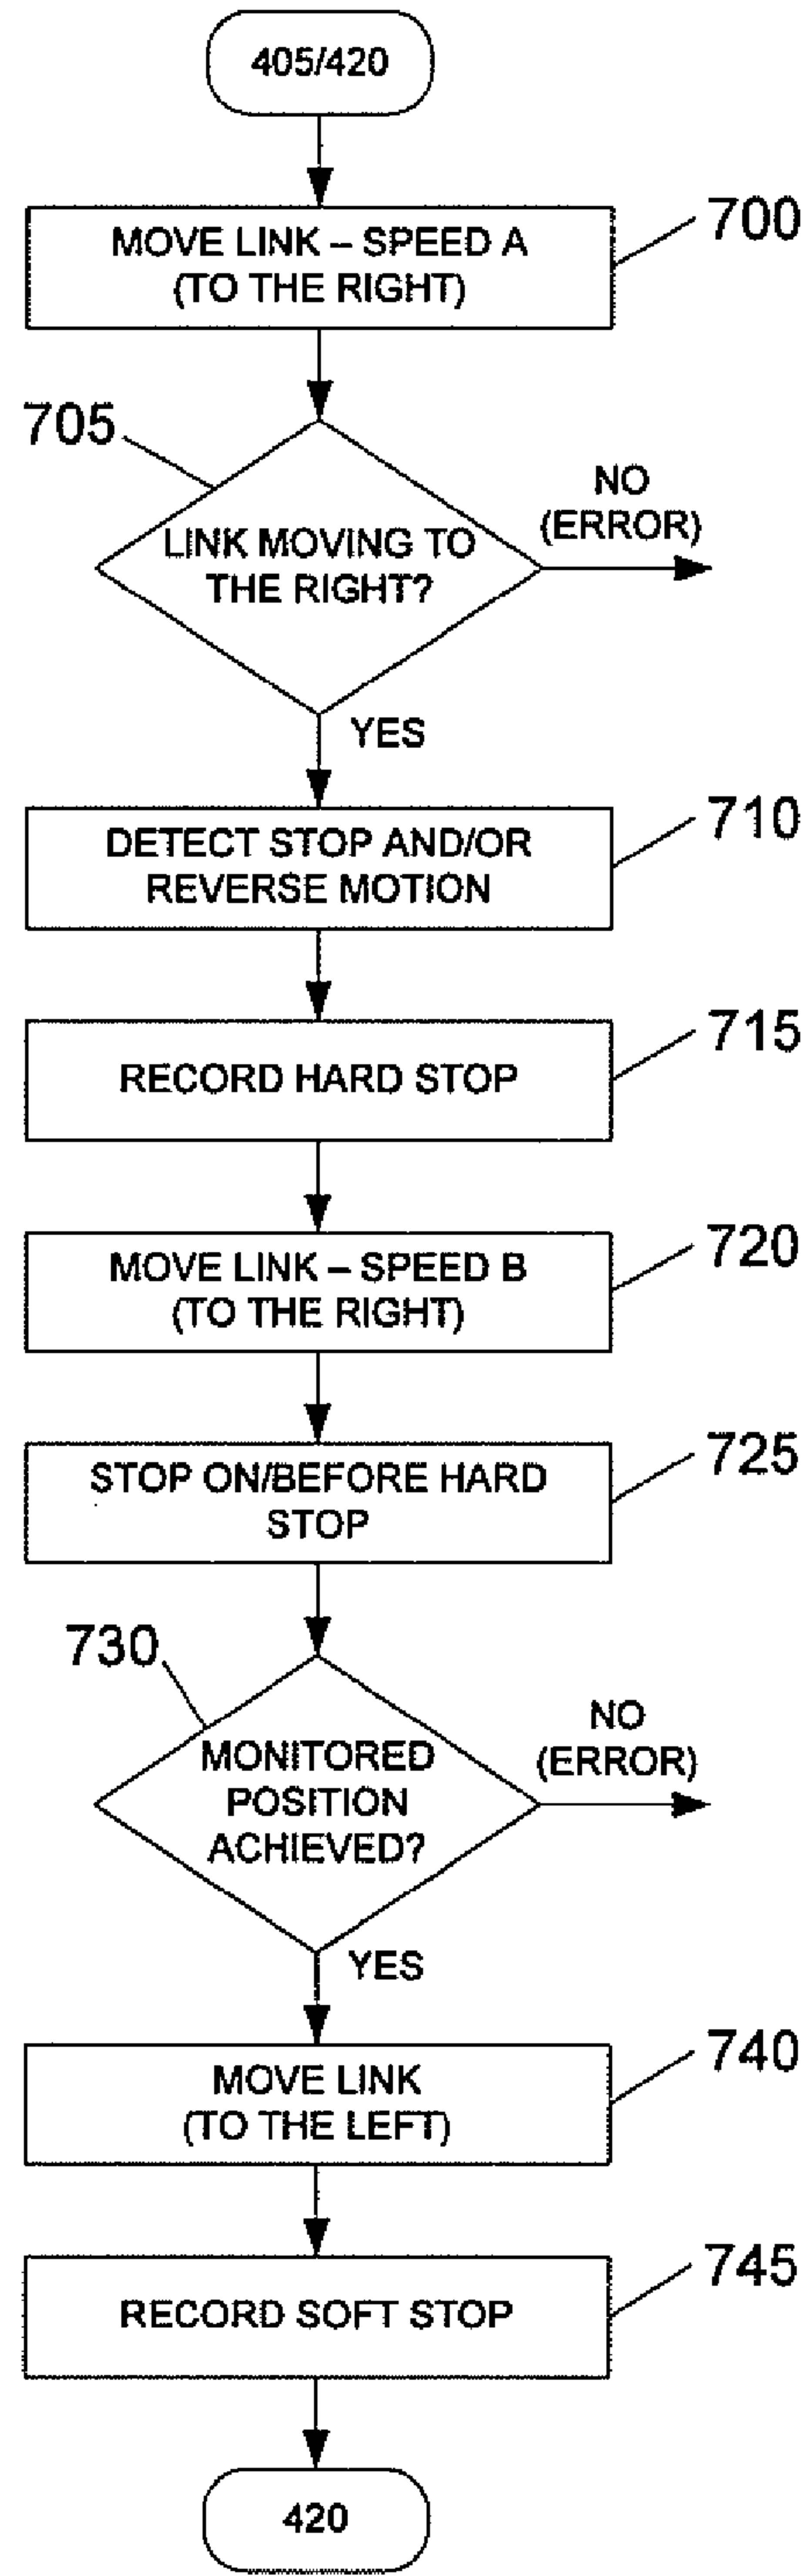 405/420
MOVE LINK – SPEED A
(TO THE RIGHT)
700
705
LINK MOVING TO
THE RIGHT?
NO
(ERROR)
YES
DETECT STOP AND/OR
REVERSE MOTION
710
RECORD HARD STOP
715
MOVE LINK – SPEED B
(TO THE RIGHT)
720
STOP ON/BEFORE HARD
STOP
725
730
MONITORED
POSITION
ACHIEVED?
NO
(ERROR)
YES
MOVE LINK
(TO THE LEFT)
740
RECORD SOFT STOP
745
420